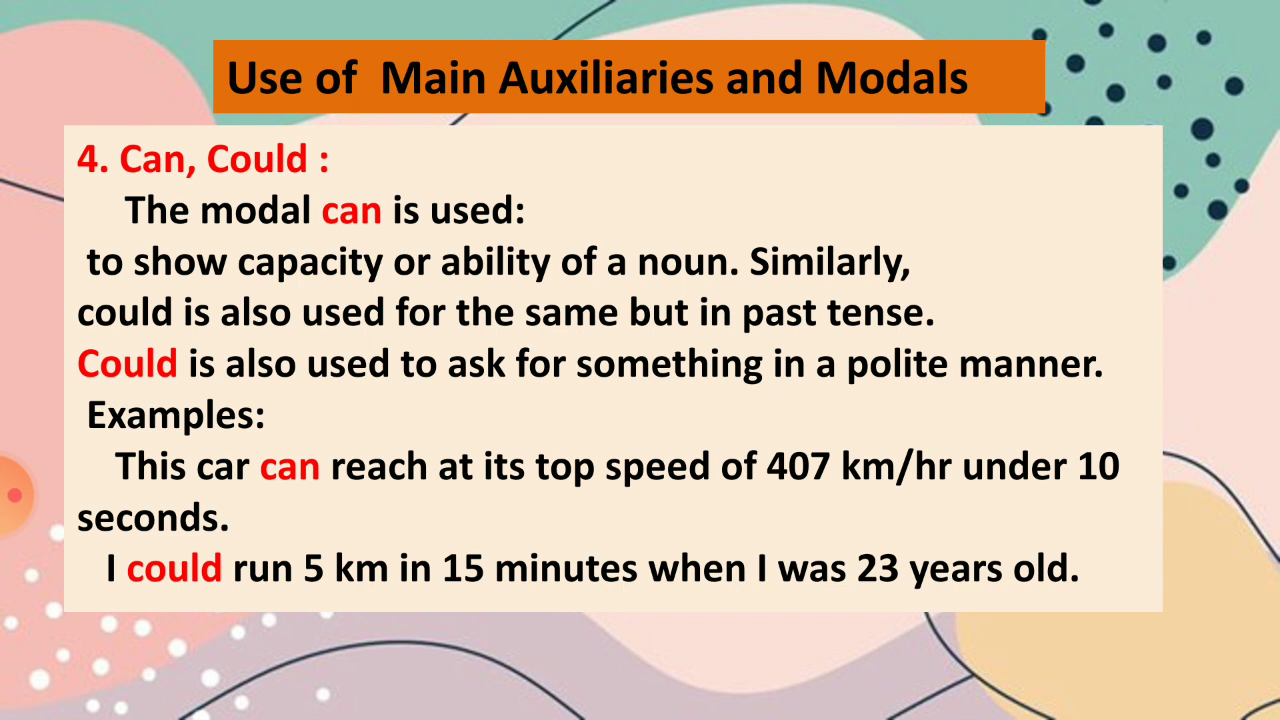 Use of  Main Auxiliaries and Modals
4. Can, Could :
The modal can is used:
to show capacity or ability of a noun. Similarly,
could is also used for the same but in past tense.
Could is also used to ask for something in a polite manner.
Examples:
This car can reach at its top speed of 407 km/hr under 10
seconds.
I could run 5 km in 15 minutes when I was 23 years old.